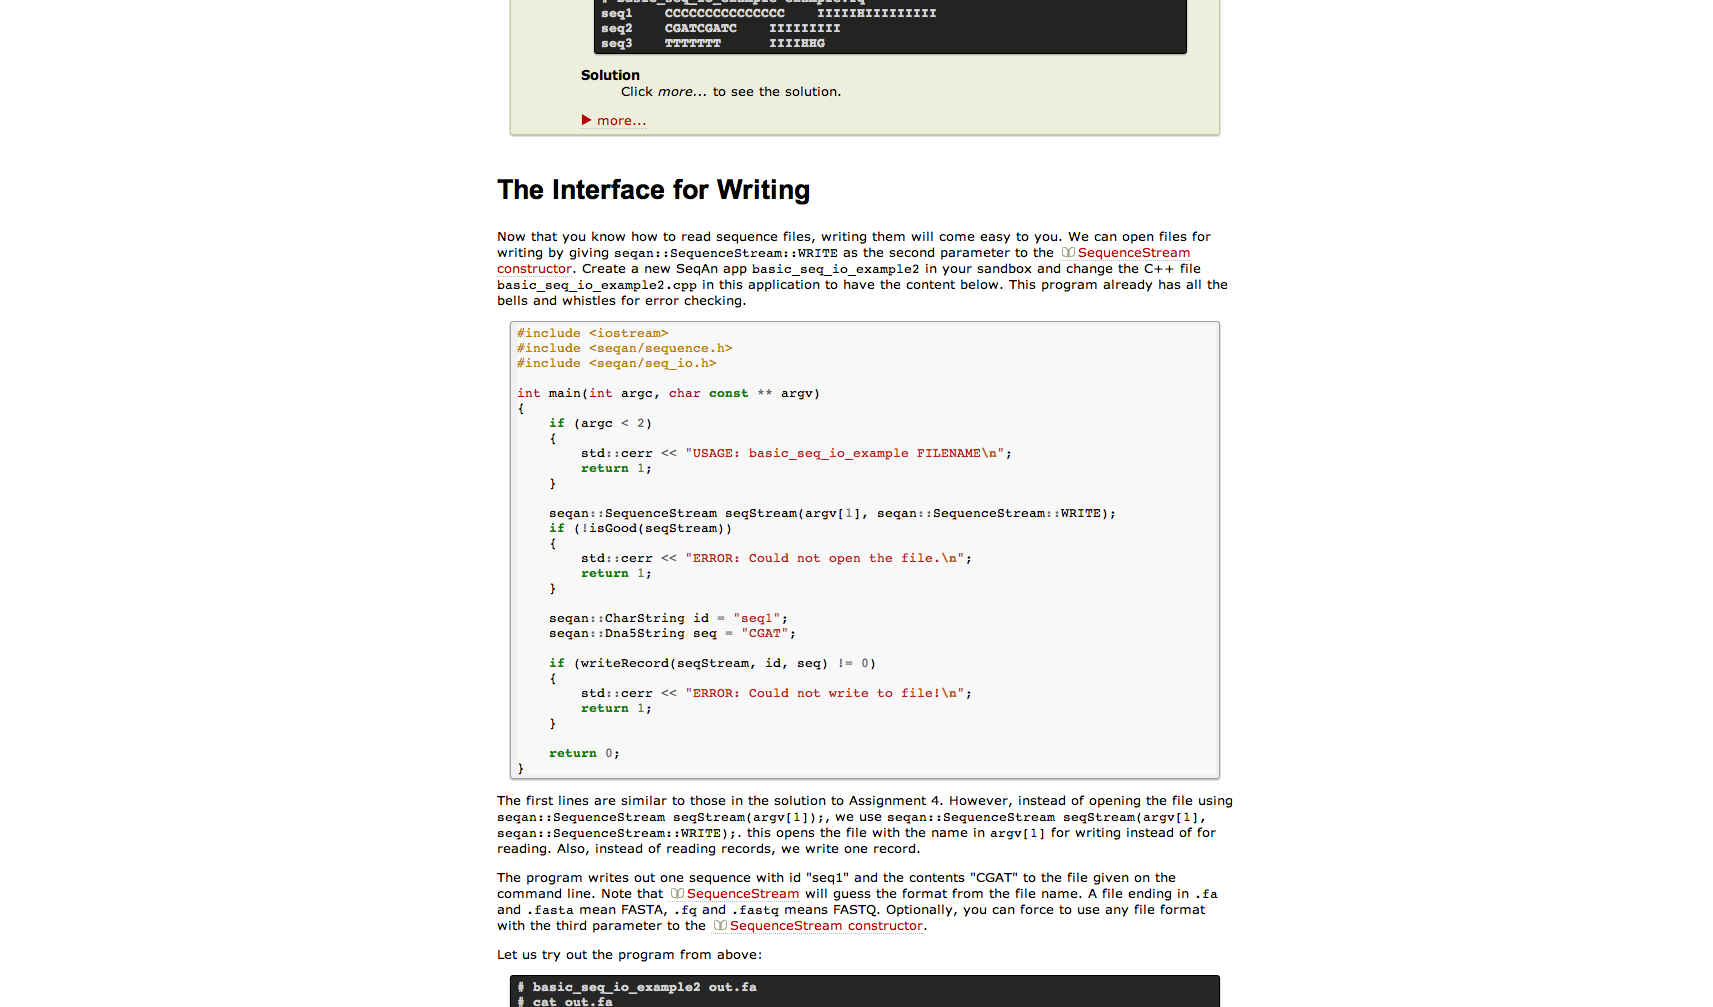 seq1    CCCCCCCCCCCCCCC    IIIIIHIIIIIIIII
seq2    CGATCGATC    IIIIIIIII
seq3    TTTTTTT      IIIIHHG
Solution
Click more... to see the solution.
▶ more...
The Interface for Writing
Now that you know how to read sequence files, writing them will come easy to you. We can open files for
writing by giving seqan::SequenceStream::WRITE as the second parameter to the SequenceStream
constructor. Create a new SeqAn app basic_seq_io_example2 in your sandbox and change the C++ file
basic_seq_io_example2.cpp in this application to have the content below. This program already has all the
bells and whistles for error checking.
#include <iostream>
#include <seqan/sequence.h>
#include <seqan/seq_io.h>
int main(int argc, char const ** argv)
{
    if (argc < 2)
    {
        std::cerr << "USAGE: basic_seq_io_example FILENAME\n";
        return 1;
    }
    seqan::SequenceStream seqStream(argv[1], seqan::SequenceStream::WRITE);
    if (!isGood(seqStream))
    {
        std::cerr << "ERROR: Could not open the file.\n";
        return 1;
    }
    seqan::CharString id = "seq1";
    seqan::Dna5String seq = "CGAT";
    if (writeRecord(seqStream, id, seq) != 0)
    {
        std::cerr << "ERROR: Could not write to file!\n";
        return 1;
    }
    return 0;
}
The first lines are similar to those in the solution to Assignment 4. However, instead of opening the file using
seqan::SequenceStream seqStream(argv[1]);, we use seqan::SequenceStream seqStream(argv[1],
seqan::SequenceStream::WRITE);. this opens the file with the name in argv[1] for writing instead of for
reading. Also, instead of reading records, we write one record.
The program writes out one sequence with id "seq1" and the contents "CGAT" to the file given on the
command line. Note that SequenceStream will guess the format from the file name. A file ending in .fa
and .fasta mean FASTA, .fq and .fastq means FASTQ. Optionally, you can force to use any file format
with the third parameter to the SequenceStream constructor.
Let us try out the program from above:
# basic_seq_io_example2 out.fa
# cat out.fa